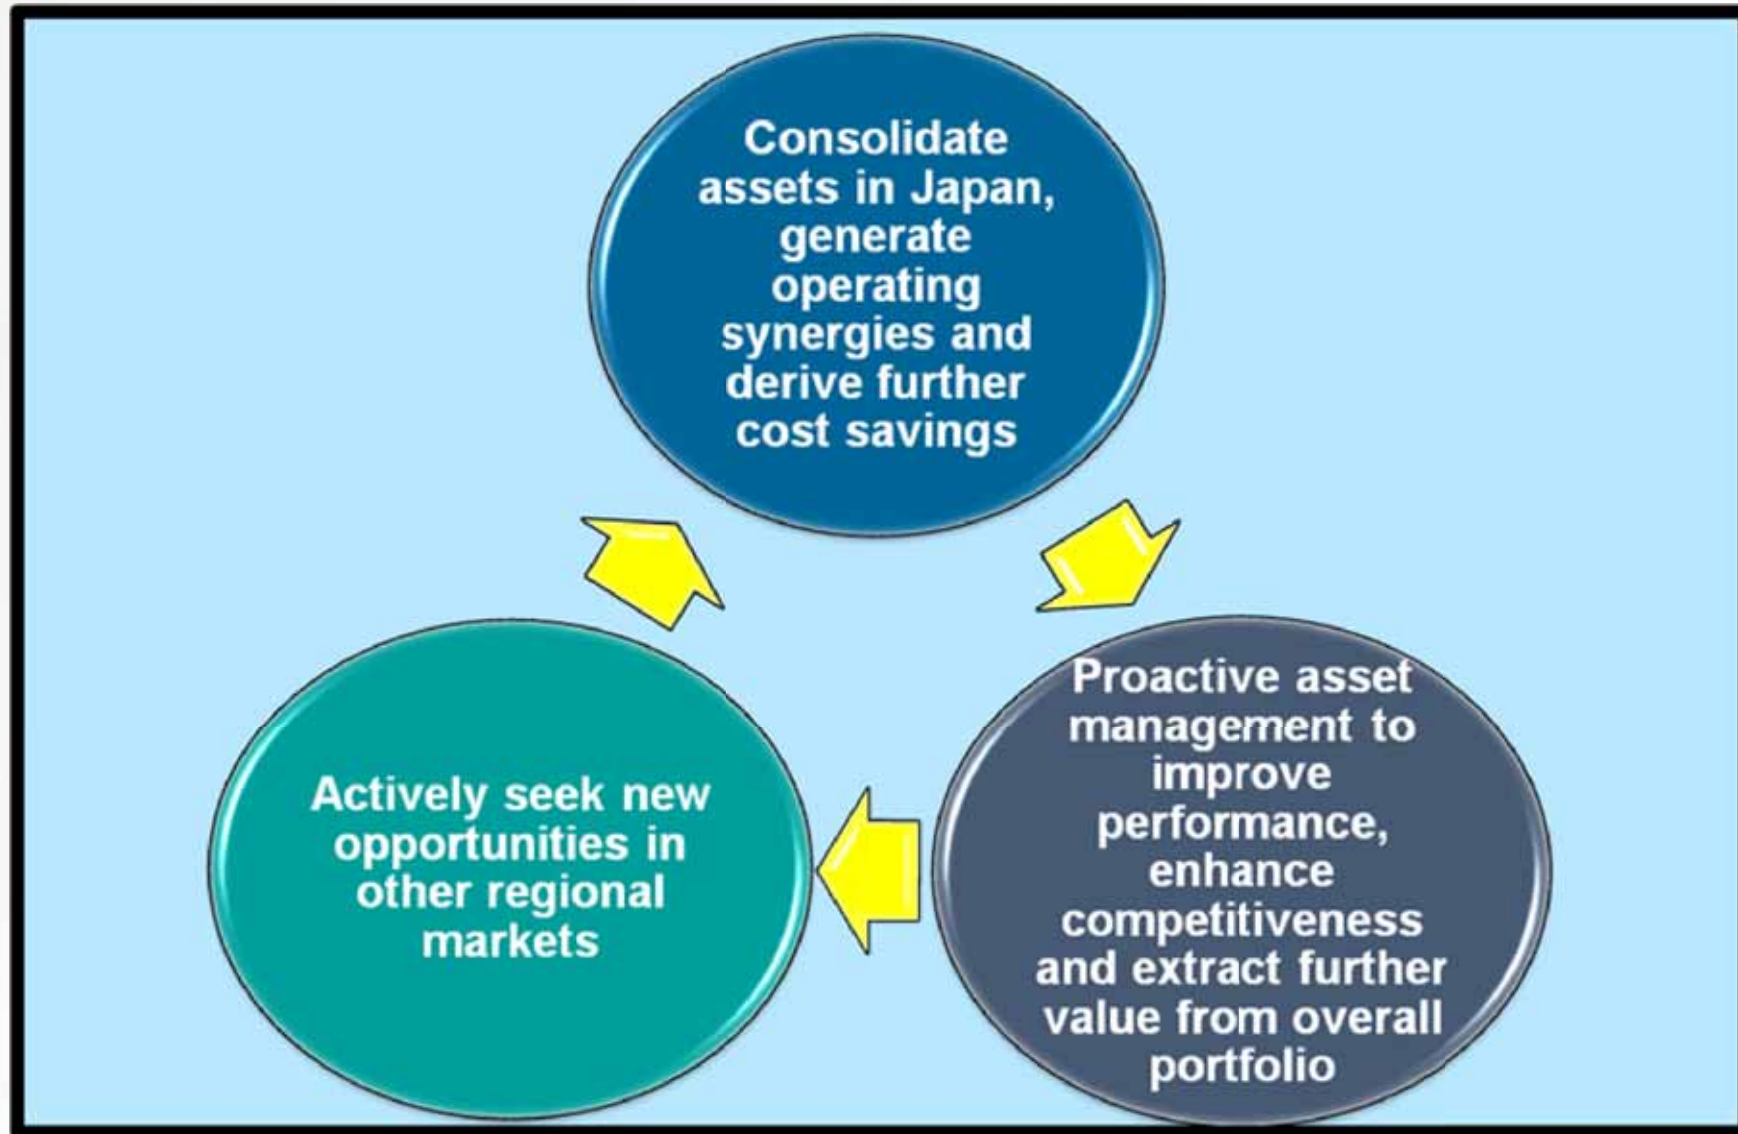 Consolidate
assets in Japan,
generate
operating
synergies and
derive further
cost savings
Proactive asset
management to
improve
performance,
enhance
competitiveness
and extract further
value from overall
portfolio
Actively seek new
opportunities in
other regional
markets